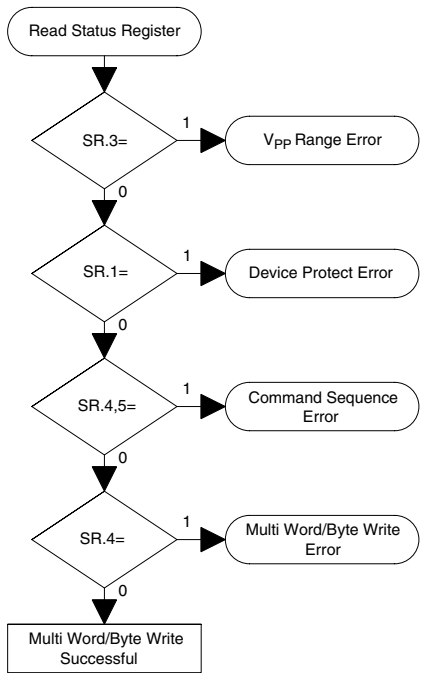 Read Status Register
SR.3=
1
VPP Range Error
0
SR.1=
1
Device Protect Error
0
SR.4,5=
1
Command Sequence
Error
0
SR.4=
1
Multi Word/Byte Write
Error
0
Multi Word/Byte Write
Successful